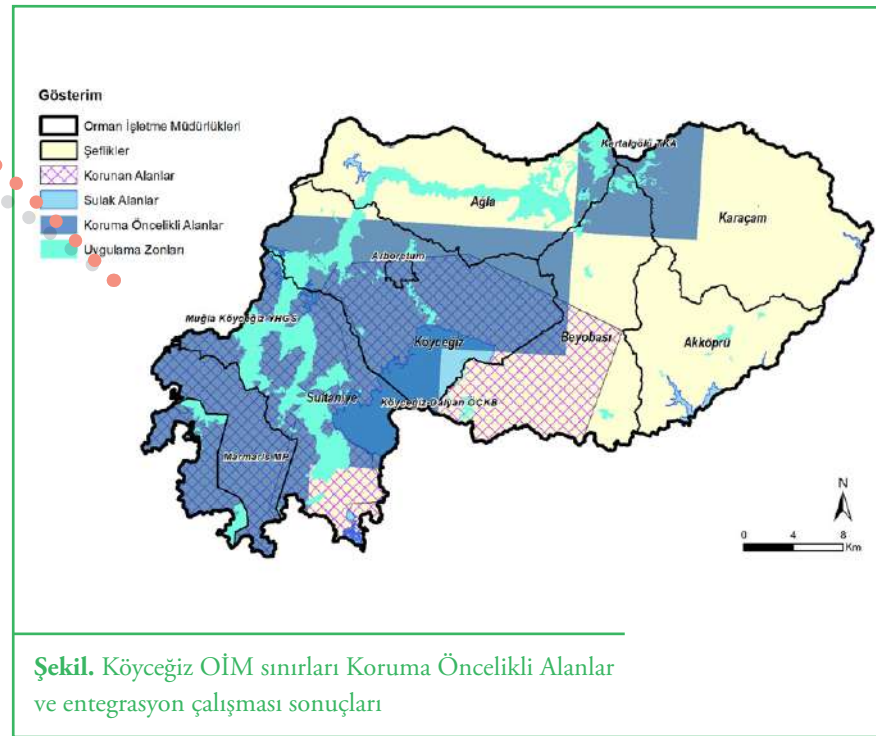 Gösterim
Orman İşletme Müdürlükleri
Şeflikler
Korunan Alanlar
Sulak Alanlar
Koruma Öncelikli Alanlar
Uygulama Zonları
Kartalgölü TKA
Ağla
Karaçam
Arboretum
Muğla Köyceğiz YHGS
Köyceğiz
Beyobası
Akköprü
Sultaniye
Köyceğiz-Dalyan ÖÇKB
Marmaris MP
N
0 4 8
Km
Şekil. Köyceğiz OİM sınırları Koruma Öncelikli Alanlar
ve entegrasyon çalışması sonuçları